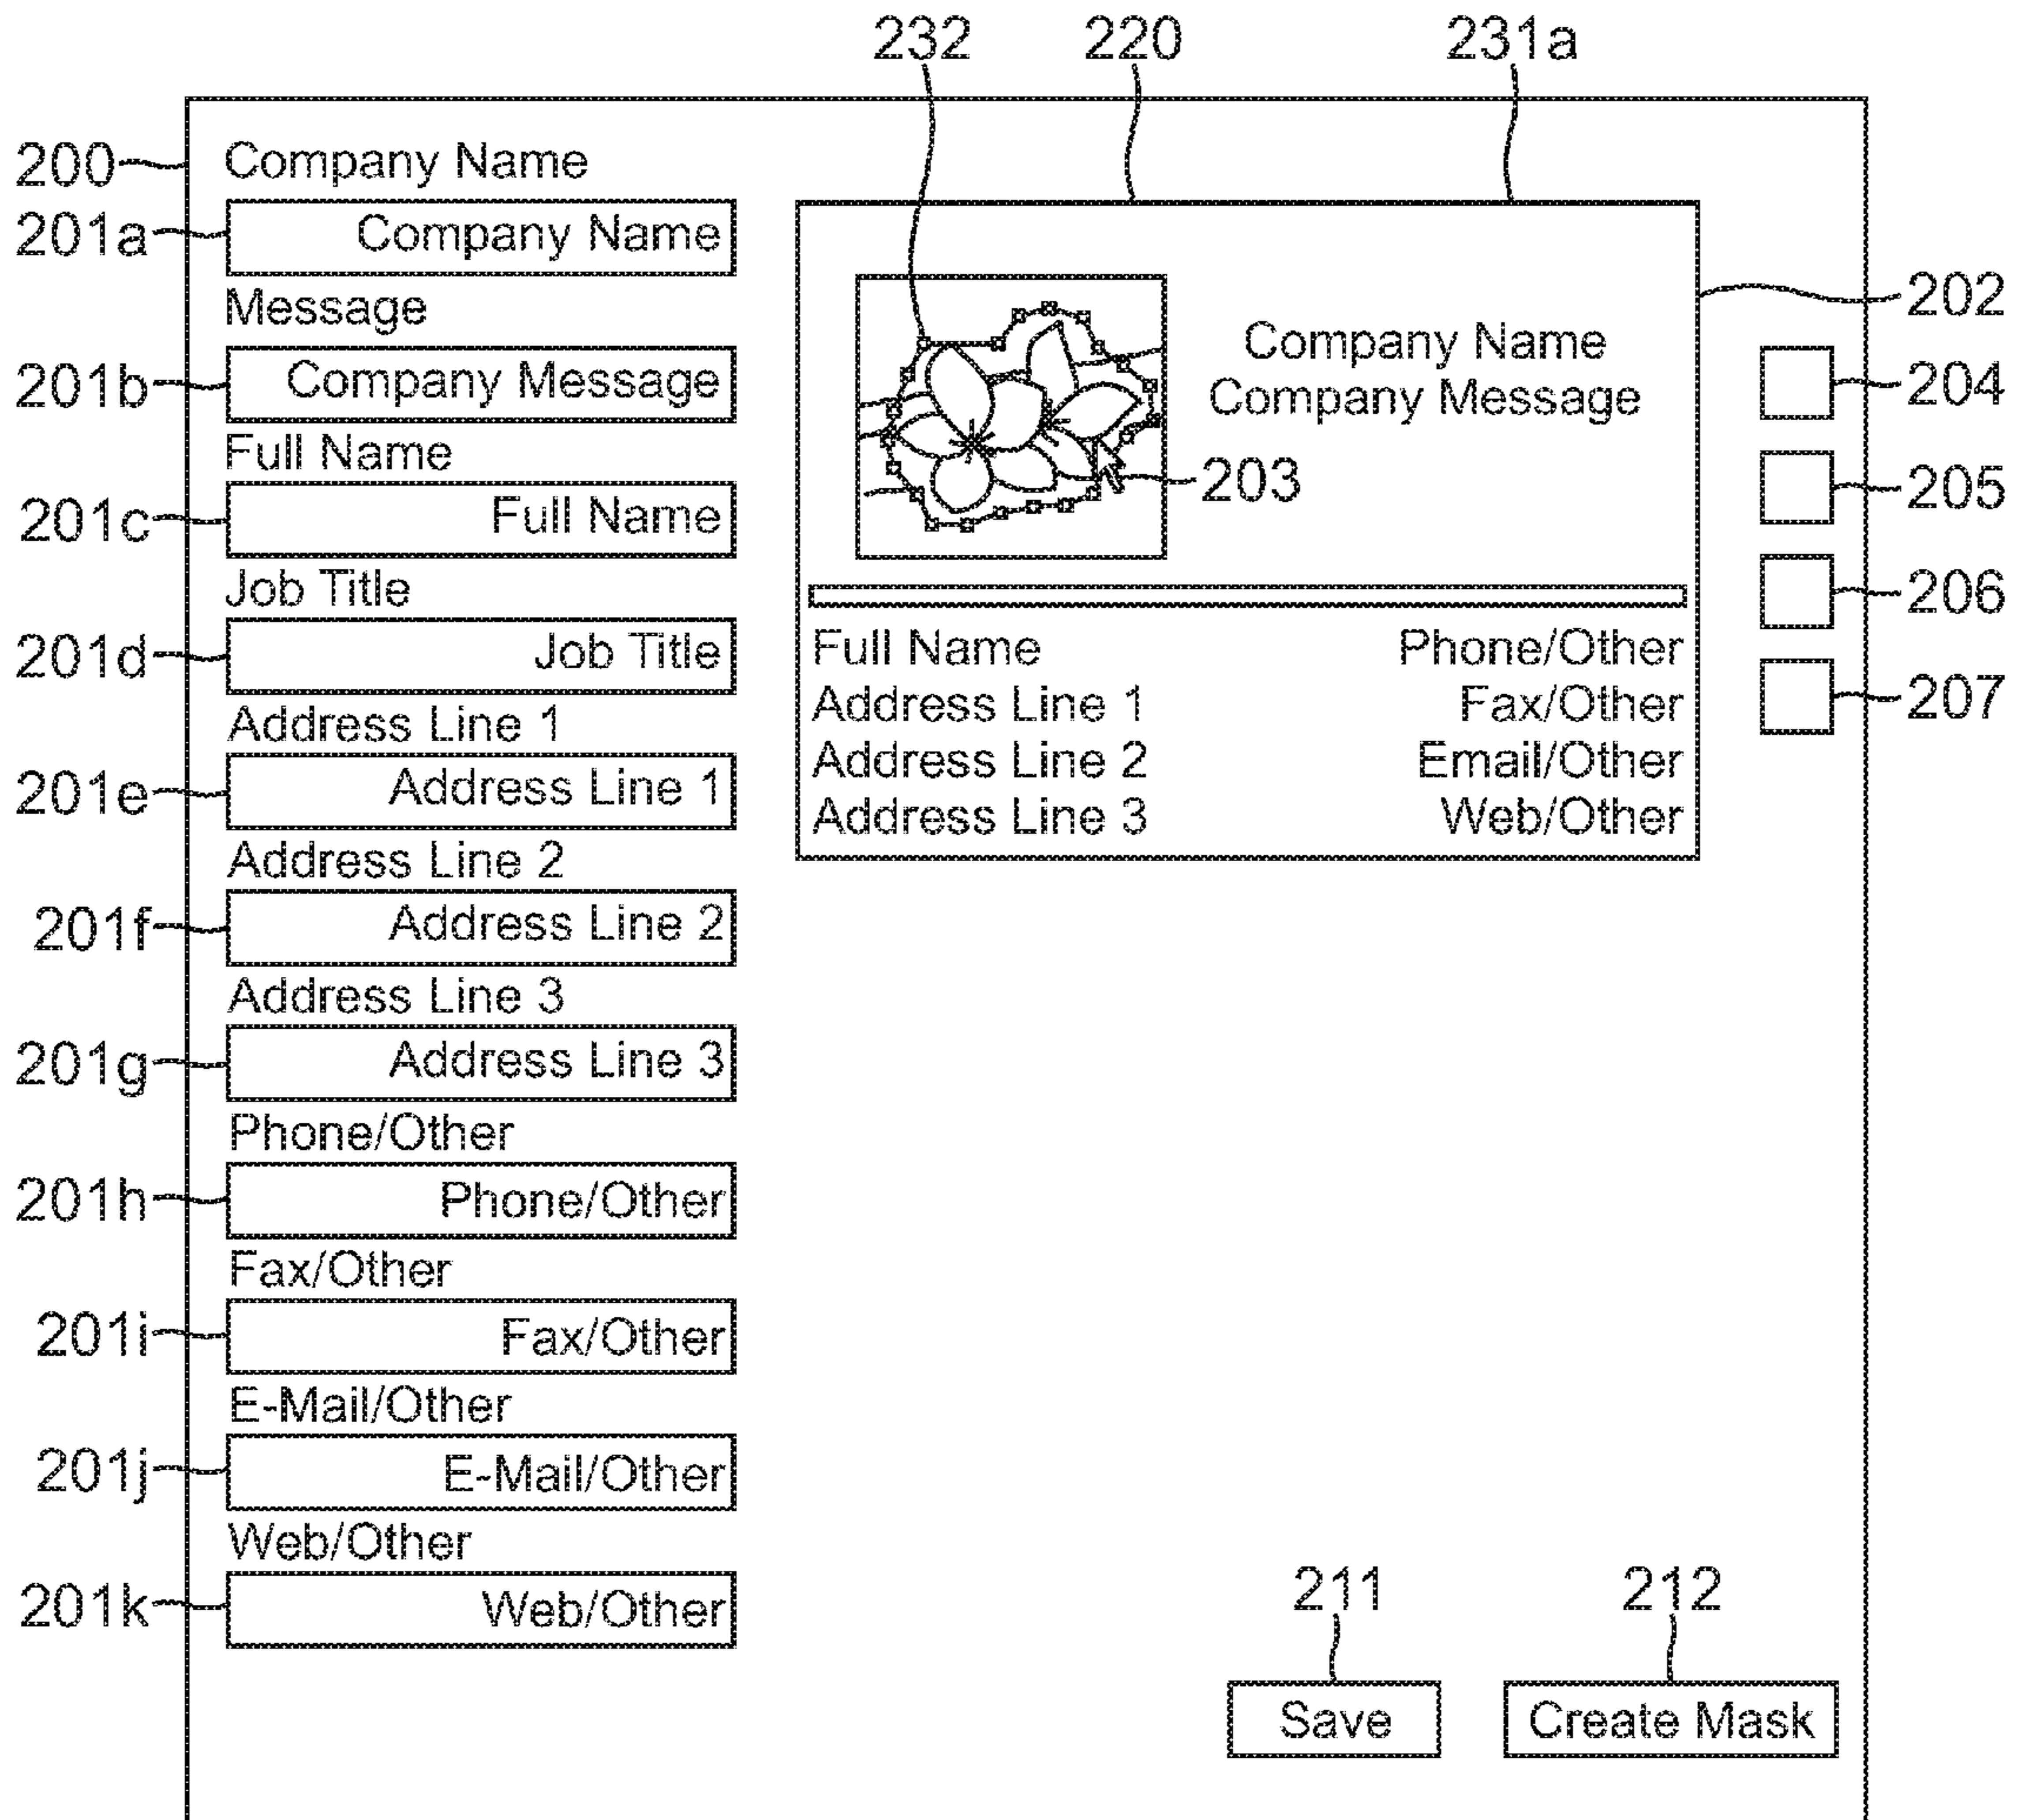 232 220 231a
200 Company Name
201a Company Name
Message
201b Company Message
Full Name
201c Full Name
Job Title
201d Job Title
Address Line 1
201e Address Line 1
Address Line 2
201f Address Line 2
Address Line 3
201g Address Line 3
Phone/Other
201h Phone/Other
Fax/Other
201i Fax/Other
E-Mail/Other
201j E-Mail/Other
Web/Other
201k Web/Other
Company Name
Company Message
203
Full Name Phone/Other
Address Line 1 Fax/Other
Address Line 2 Email/Other
Address Line 3 Web/Other
202
204
205
206
207
211 212
Save Create Mask